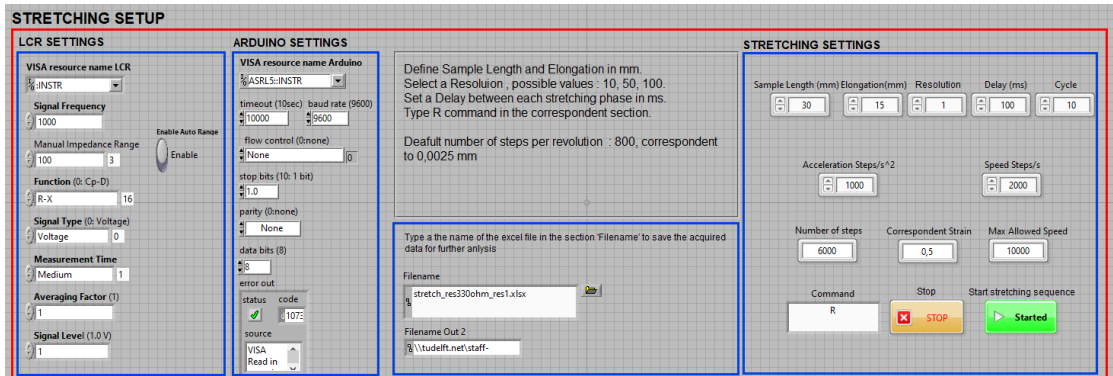 STRETCHING SETUP
LCR SETTINGS
VISA resource name LCR
:INSTR
Signal Frequency
1000
Manual Impedance Range
100 3
Enable Auto Range
Enable
Function (0: Cp-D)
R-X 16
Signal Type (0: Voltage)
Voltage 0
Measurement Time
Medium 1
Averaging Factor (1)
1
Signal Level (1.0 V)
1
ARDUINO SETTINGS
VISA resource name Arduino
ASRL5::INSTR
timeout (10sec) baud rate (9600)
10000 9600
flow control (0:none)
None 0
stop bits (10: 1 bit)
1.0
parity (0:none)
None
data bits (8)
8
error out
status code
1073
source
VISA
Read in
Define Sample Length and Elongation in mm.
Select a Resoluion , possible values : 10, 50, 100.
Set a Delay between each stretching phase in ms.
Type R command in the correspondent section.
Deafult number of steps per revolution : 800, correspondent
to 0,0025 mm
Type a the name of the excel file in the section 'Filename' to save the acquired
data for further anlysis
Filename
stretch_res330ohm_res1.xlsx
Filename Out 2
\\tudelft.net\staff-
STRETCHING SETTINGS
Sample Length (mm) Elongation(mm) Resolution Delay (ms) Cycle
30 15 1 100 10
Acceleration Steps/s^2 Speed Steps/s
1000 2000
Number of steps Correspondent Strain Max Allowed Speed
6000 0,5 10000
Command Stop Start stretching sequence
R STOP Started